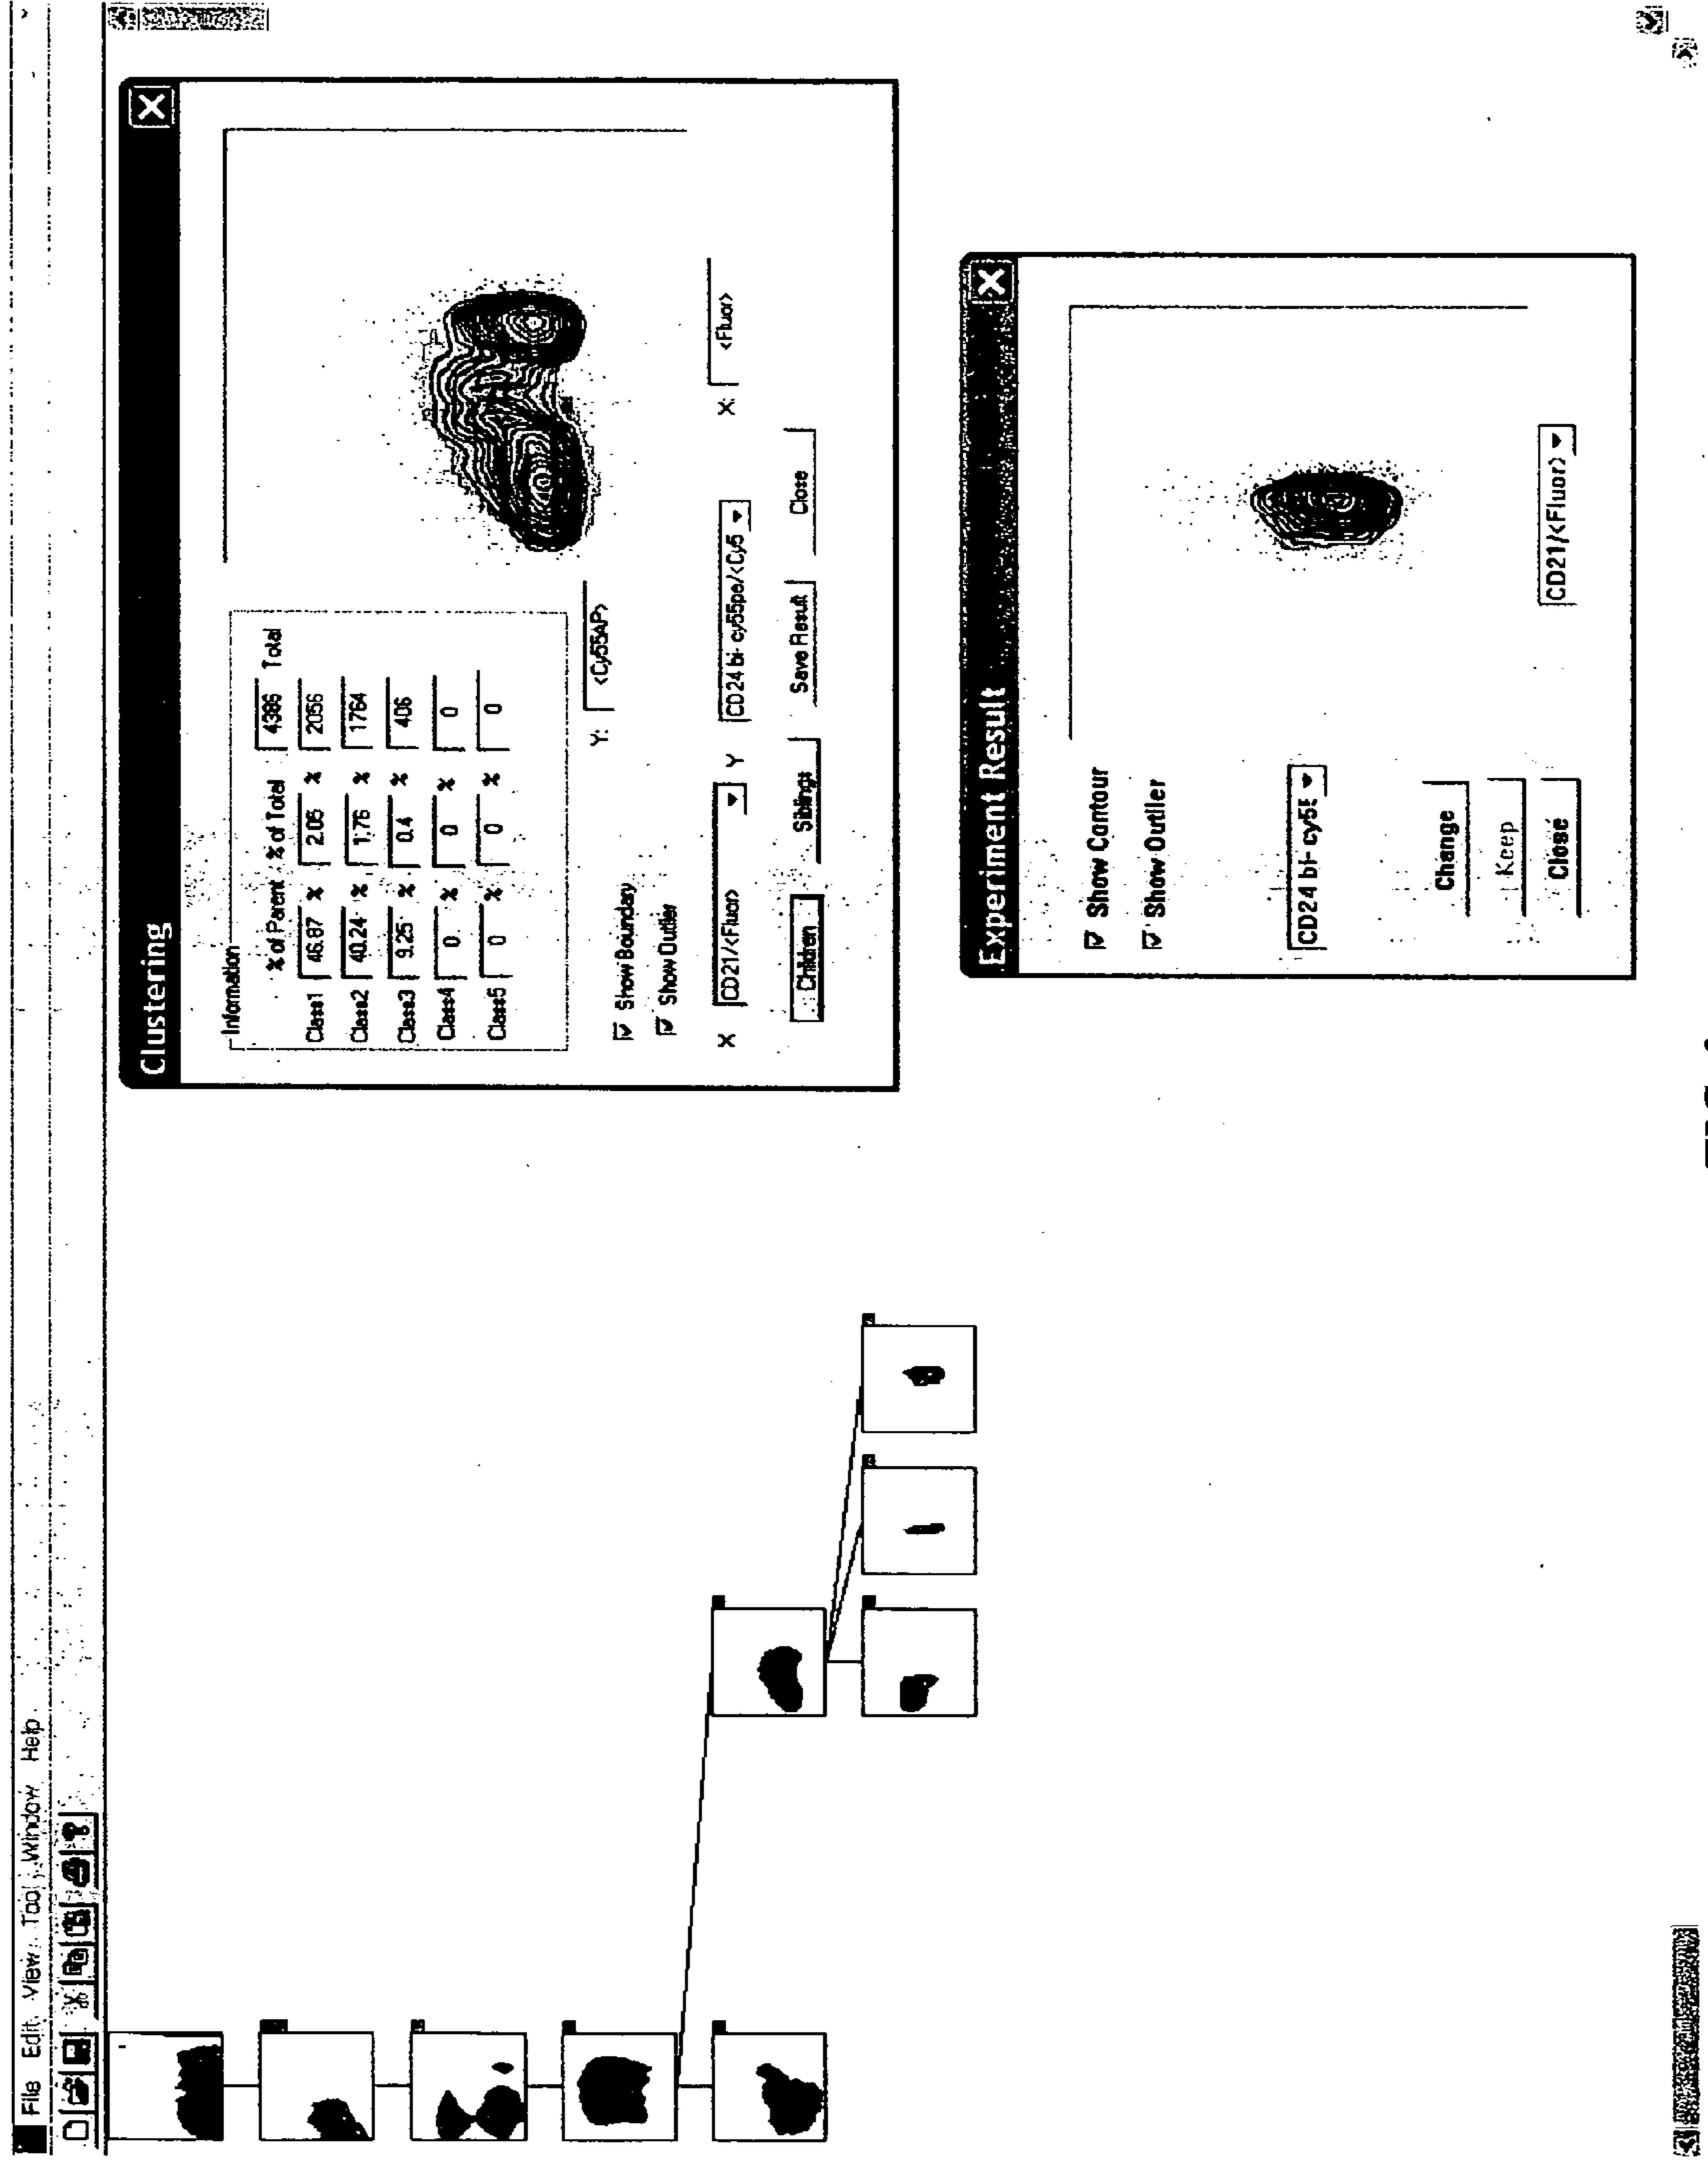 File Edit View Tool Window Help
Clustering
Information
% of Parent % of Total 4386 Total
Class1 46.87 % 2.05 % 2056
Class2 40.24 % 1.76 % 1764
Class3 9.25 % 0.4 % 406
Class4 0 % 0 % 0
Class5 0 % 0 % 0
Show Boundary
Show Outlier
Y: <Cy55AP>
X CD21/<Fluor> Y CD24 bi- cy55pe/<Cy5 X: <Fluor>
Children Siblings Save Result Close
Experiment Result
Show Contour
Show Outlier
CD24 bi- cy55
Change
Keep
Close
CD21/<Fluor>